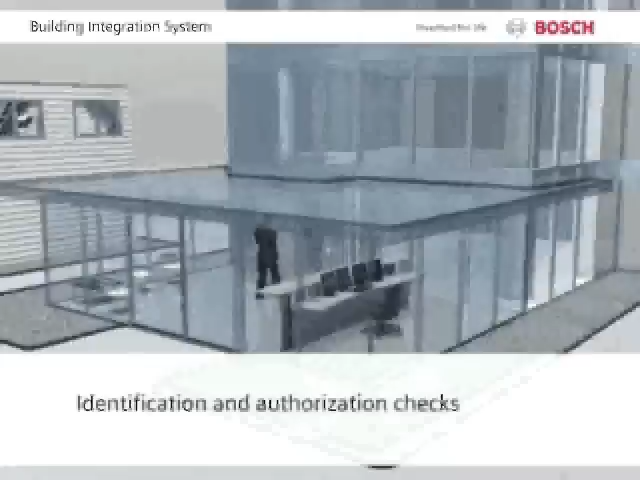 Building Integration System
BOSCH
Identification and authorization checks